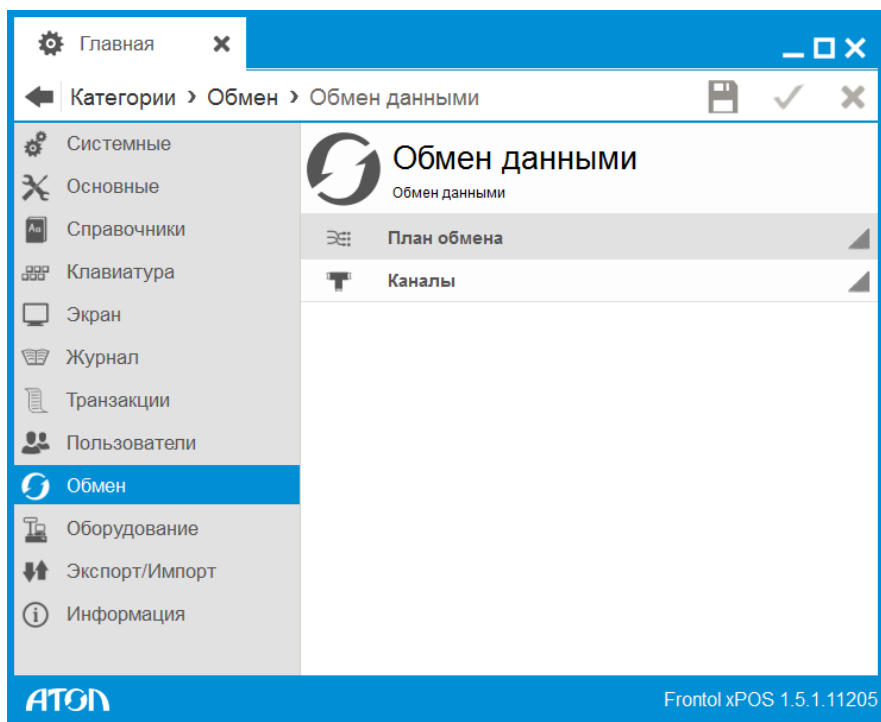 Главная
Категории › Обмен › Обмен данными
Системные
Основные
Справочники
Клавиатура
Экран
Журнал
Транзакции
Пользователи
Обмен
Оборудование
Экспорт/Импорт
Информация
Обмен данными
Обмен данными
План обмена
Каналы
ATOL
Frontol xPOS 1.5.1.11205